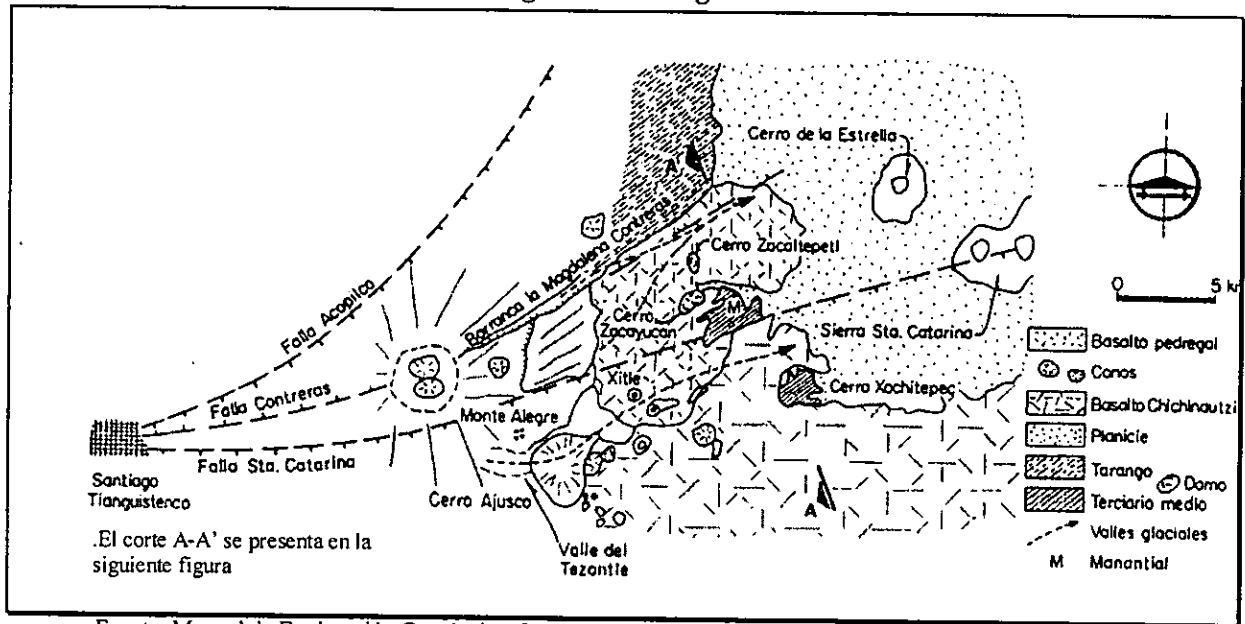 Cerro de la Estrella
A
Barranca la Magdalena Contreras
Cerro Zacaltepetl
Falla Acopilco
0 5 km
M
Cerro
Zacayucan
Sierra Sta. Catarina
Basalto pedregal
Xitle
Conos
Falla Contreras
Cerro Xochitepec
Basalto Chichinautzi
Monte Alegre
Planicie
Falla Sta. Catarina
Tarango
Domo
Santiago
Tianguistenco
Cerro Ajusco
A
Terciario medio
Valles glaciales
.El corte A-A' se presenta en la
siguiente figura
Valle del
Tezontle
M Manantial